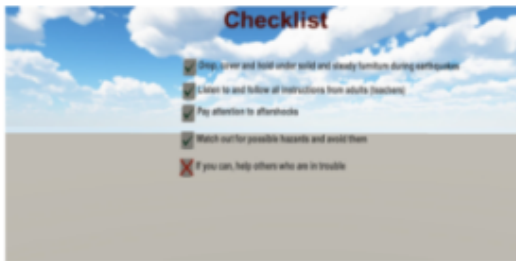 Checklist
Drop, cover and hold under solid and steady furniture during earthquakes
Listen to and follow all instructions from adults (teachers)
Pay attention to aftershocks
Watch out for possible hazards and avoid them
If you can, help others who are in trouble